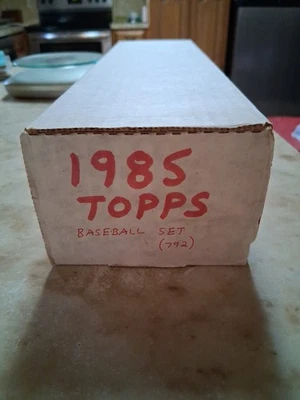 1985
TOPPS
BASEBALL SET
(792)